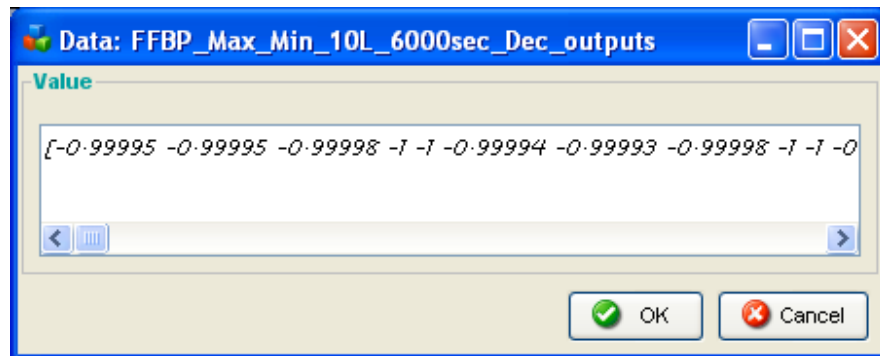 Data: FFBP_Max_Min_10L_6000sec_Dec_outputs
Value
[-0.99995 -0.99995 -0.99998 -1 -1 -0.99994 -0.99993 -0.99998 -1 -1 -0
OK
Cancel